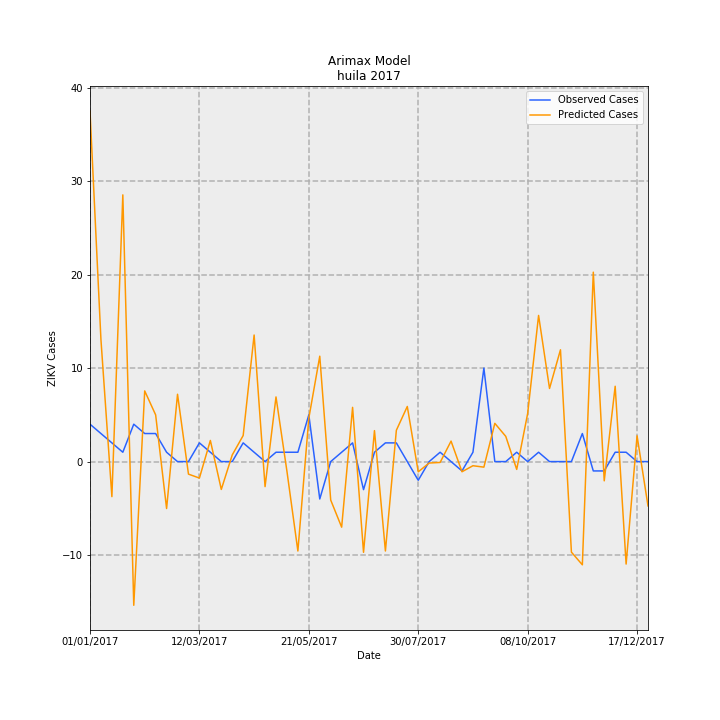 Arimax Model
huila 2017
Observed Cases
Predicted Cases
40
30
20
10
0
−10
ZIKV Cases
01/01/2017
12/03/2017
21/05/2017
30/07/2017
08/10/2017
17/12/2017
Date